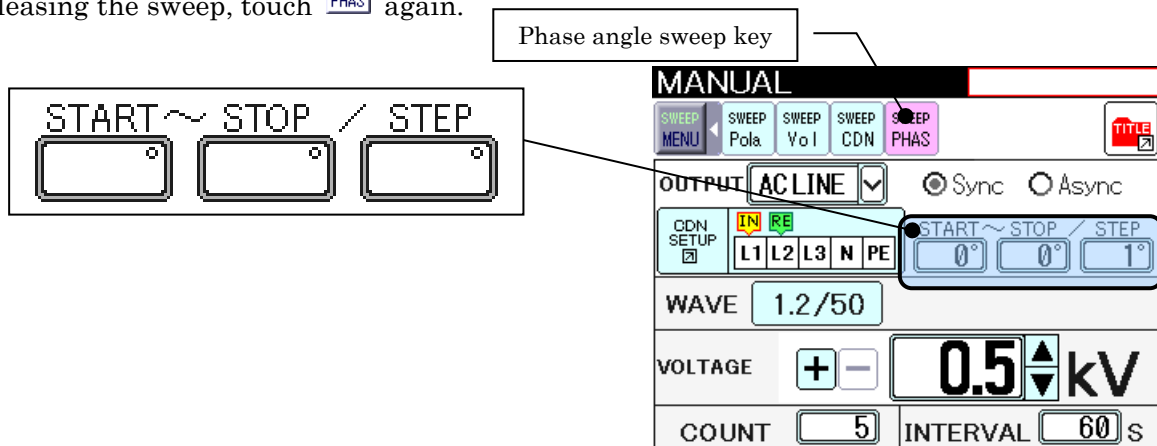 leasing the sweep, touch PHAS again.
Phase angle sweep key
START～ STOP / STEP
° ° °
MANUAL
SWEEP MENU SWEEP Pola SWEEP Vol SWEEP CDN SWEEP PHAS TITLE
OUTPUT AC LINE Sync Async
CDN SETUP IN RE
L1 L2 L3 N PE
START～ STOP / STEP
0° 0° 1°
WAVE 1.2/50
VOLTAGE + − 0.5 kV
COUNT 5 INTERVAL 60 s